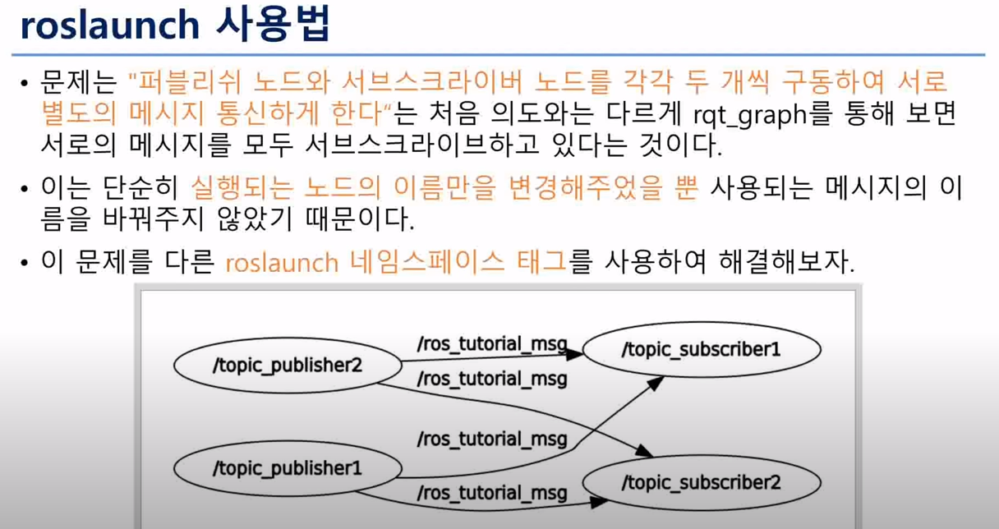 roslaunch 사용법
• 문제는 "퍼블리쉬 노드와 서브스크라이버 노드를 각각 두 개씩 구동하여 서로
별도의 메시지 통신하게 한다“는 처음 의도와는 다르게 rqt_graph를 통해 보면
서로의 메시지를 모두 서브스크라이브하고 있다는 것이다.
• 이는 단순히 실행되는 노드의 이름만을 변경해주었을 뿐 사용되는 메시지의 이
름을 바꿔주지 않았기 때문이다.
• 이 문제를 다른 roslaunch 네임스페이스 태그를 사용하여 해결해보자.
/ros_tutorial_msg
/topic_subscriber1
/topic_publisher2
/ros_tutorial_msg
/ros_tutorial_msg
/topic_publisher1
/topic_subscriber2
/ros_tutorial_msg